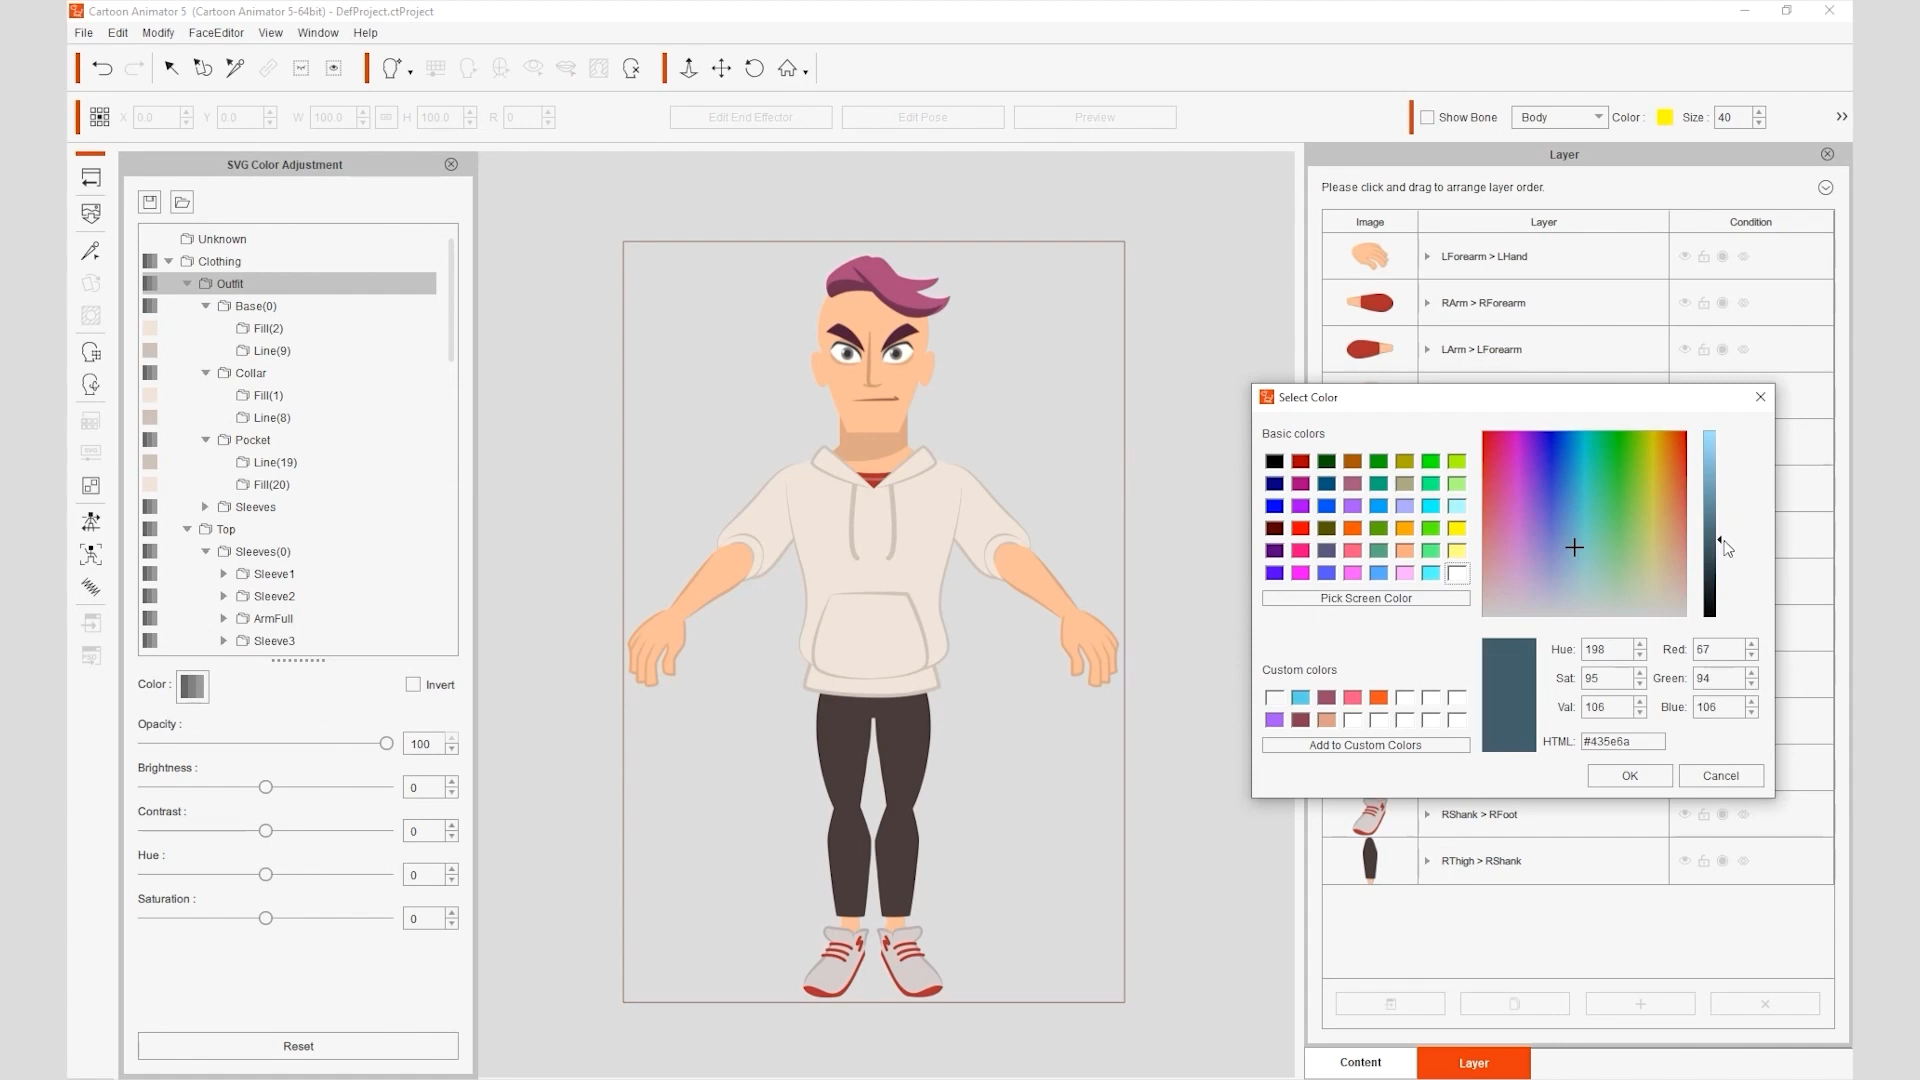 Cartoon Animator 5 (Cartoon Animator 5-64bit) - DefProject.ctProject
File Edit Modify FaceEditor View Window Help
X 0.0 Y 0.0 W 100.0 H 100.0 R 0 Edit End Effector Edit Pose Preview Show Bone Body Color : Size : 40
SVG Color Adjustment
Unknown
Clothing
Outfit
Base(0)
Fill(2)
Line(9)
Collar
Fill(1)
Line(8)
Pocket
Line(19)
Fill(20)
Sleeves
Top
Sleeves(0)
Sleeve1
Sleeve2
ArmFull
Sleeve3
Color : Invert
Opacity :
100
Brightness :
0
Contrast :
0
Hue :
0
Saturation :
0
Reset
Layer
Please click and drag to arrange layer order.
Image Layer Condition
LForearm > LHand
RArm > RForearm
LArm > LForearm
Select Color
Basic colors
Pick Screen Color
Custom colors
Add to Custom Colors
Hue: 198 Red: 67
Sat: 95 Green: 94
Val: 106 Blue: 106
HTML: #435e6a
OK Cancel
RShank > RFoot
RThigh > RShank
Content Layer